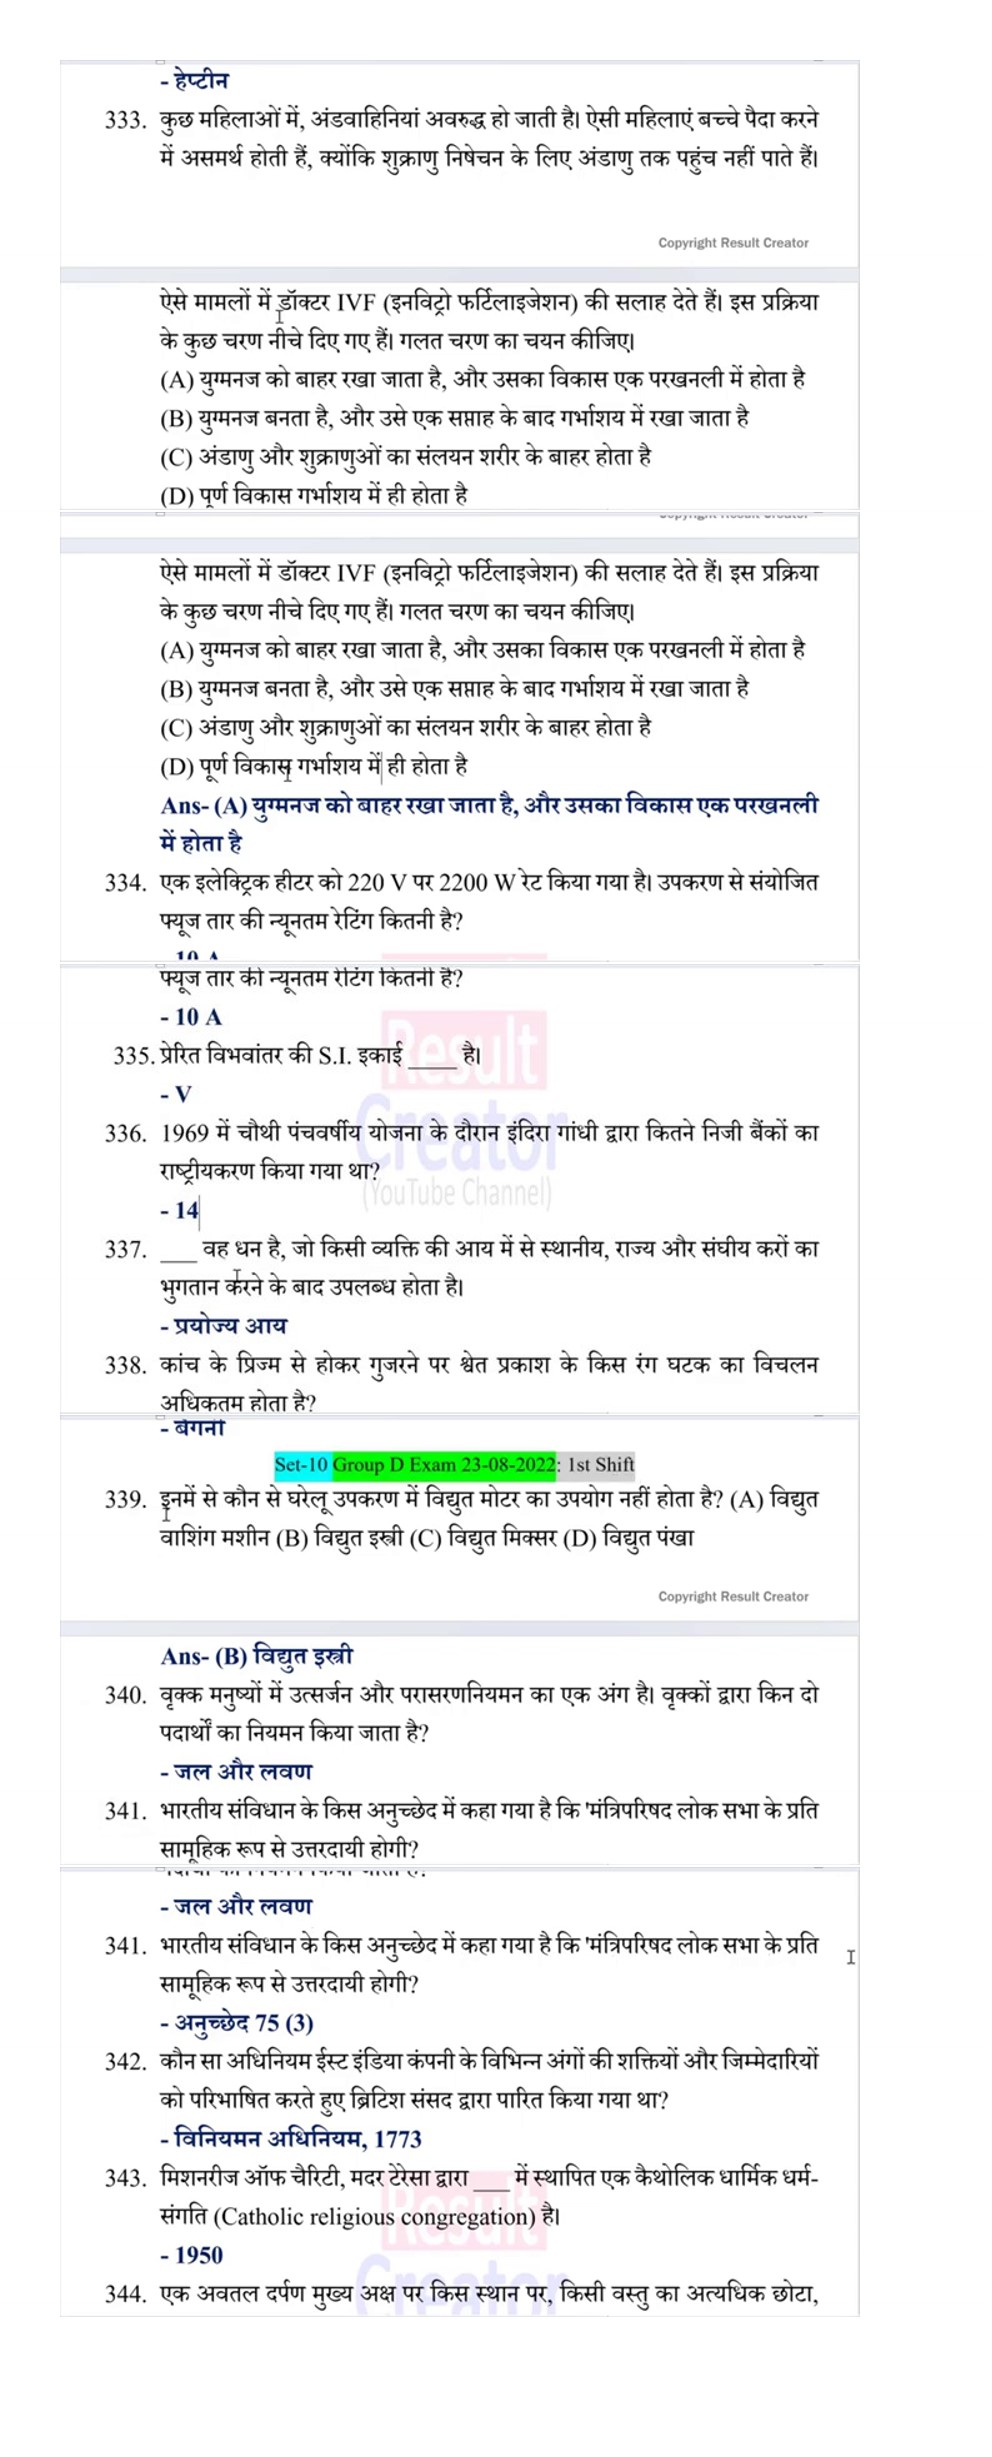 - हेप्टीन
333. कुछ महिलाओं में, अंडवाहिनियां अवरुद्ध हो जाती है। ऐसी महिलाएं बच्चे पैदा करने
में असमर्थ होती हैं, क्योंकि शुक्राणु निषेचन के लिए अंडाणु तक पहुंच नहीं पाते हैं।
Copyright Result Creator
ऐसे मामलों में डॉक्टर IVF (इनविट्रो फर्टिलाइजेशन) की सलाह देते हैं। इस प्रक्रिया
के कुछ चरण नीचे दिए गए हैं। गलत चरण का चयन कीजिए।
(A) युग्मनज को बाहर रखा जाता है, और उसका विकास एक परखनली में होता है
(B) युग्मनज बनता है, और उसे एक सप्ताह के बाद गर्भाशय में रखा जाता है
(C) अंडाणु और शुक्राणुओं का संलयन शरीर के बाहर होता है
(D) पूर्ण विकास गर्भाशय में ही होता है
Copyright Result Creator
ऐसे मामलों में डॉक्टर IVF (इनविट्रो फर्टिलाइजेशन) की सलाह देते हैं। इस प्रक्रिया
के कुछ चरण नीचे दिए गए हैं। गलत चरण का चयन कीजिए।
(A) युग्मनज को बाहर रखा जाता है, और उसका विकास एक परखनली में होता है
(B) युग्मनज बनता है, और उसे एक सप्ताह के बाद गर्भाशय में रखा जाता है
(C) अंडाणु और शुक्राणुओं का संलयन शरीर के बाहर होता है
(D) पूर्ण विकास गर्भाशय में ही होता है
Ans- (A) युग्मनज को बाहर रखा जाता है, और उसका विकास एक परखनली
में होता है
334. एक इलेक्ट्रिक हीटर को 220 V पर 2200 W रेट किया गया है। उपकरण से संयोजित
फ्यूज तार की न्यूनतम रेटिंग कितनी है?
10 A
फ्यूज तार की न्यूनतम रेटिंग कितनी है?
- 10 A
Result
335. प्रेरित विभवांतर की S.I. इकाई ____ है।
- V
Creator
336. 1969 में चौथी पंचवर्षीय योजना के दौरान इंदिरा गांधी द्वारा कितने निजी बैंकों का
राष्ट्रीयकरण किया गया था?
(YouTube Channel)
- 14
337. ___ वह धन है, जो किसी व्यक्ति की आय में से स्थानीय, राज्य और संघीय करों का
भुगतान करने के बाद उपलब्ध होता है।
- प्रयोज्य आय
338. कांच के प्रिज्म से होकर गुजरने पर श्वेत प्रकाश के किस रंग घटक का विचलन
अधिकतम होता है?
- बैंगनी
Set-10 Group D Exam 23-08-2022: 1st Shift
339. इनमें से कौन से घरेलू उपकरण में विद्युत मोटर का उपयोग नहीं होता है? (A) विद्युत
वाशिंग मशीन (B) विद्युत इस्त्री (C) विद्युत मिक्सर (D) विद्युत पंखा
Copyright Result Creator
Ans- (B) विद्युत इस्त्री
340. वृक्क मनुष्यों में उत्सर्जन और परासरणनियमन का एक अंग है। वृक्कों द्वारा किन दो
पदार्थों का नियमन किया जाता है?
- जल और लवण
341. भारतीय संविधान के किस अनुच्छेद में कहा गया है कि 'मंत्रिपरिषद लोक सभा के प्रति
सामूहिक रूप से उत्तरदायी होगी?
- जल और लवण
341. भारतीय संविधान के किस अनुच्छेद में कहा गया है कि 'मंत्रिपरिषद लोक सभा के प्रति
सामूहिक रूप से उत्तरदायी होगी?
- अनुच्छेद 75 (3)
342. कौन सा अधिनियम ईस्ट इंडिया कंपनी के विभिन्न अंगों की शक्तियों और जिम्मेदारियों
को परिभाषित करते हुए ब्रिटिश संसद द्वारा पारित किया गया था?
- विनियमन अधिनियम, 1773
343. मिशनरीज ऑफ चैरिटी, मदर टेरेसा द्वारा ___ में स्थापित एक कैथोलिक धार्मिक धर्म-
Result
संगति (Catholic religious congregation) है।
- 1950
Creator
344. एक अवतल दर्पण मुख्य अक्ष पर किस स्थान पर, किसी वस्तु का अत्यधिक छोटा,